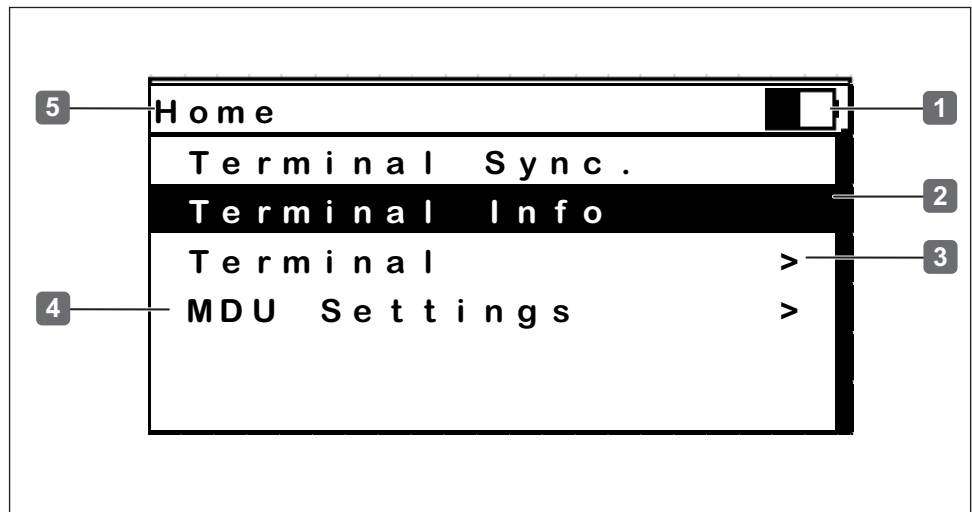 5 Home 1
Terminal Sync.
Terminal Info 2
Terminal > 3
4 MDU Settings >